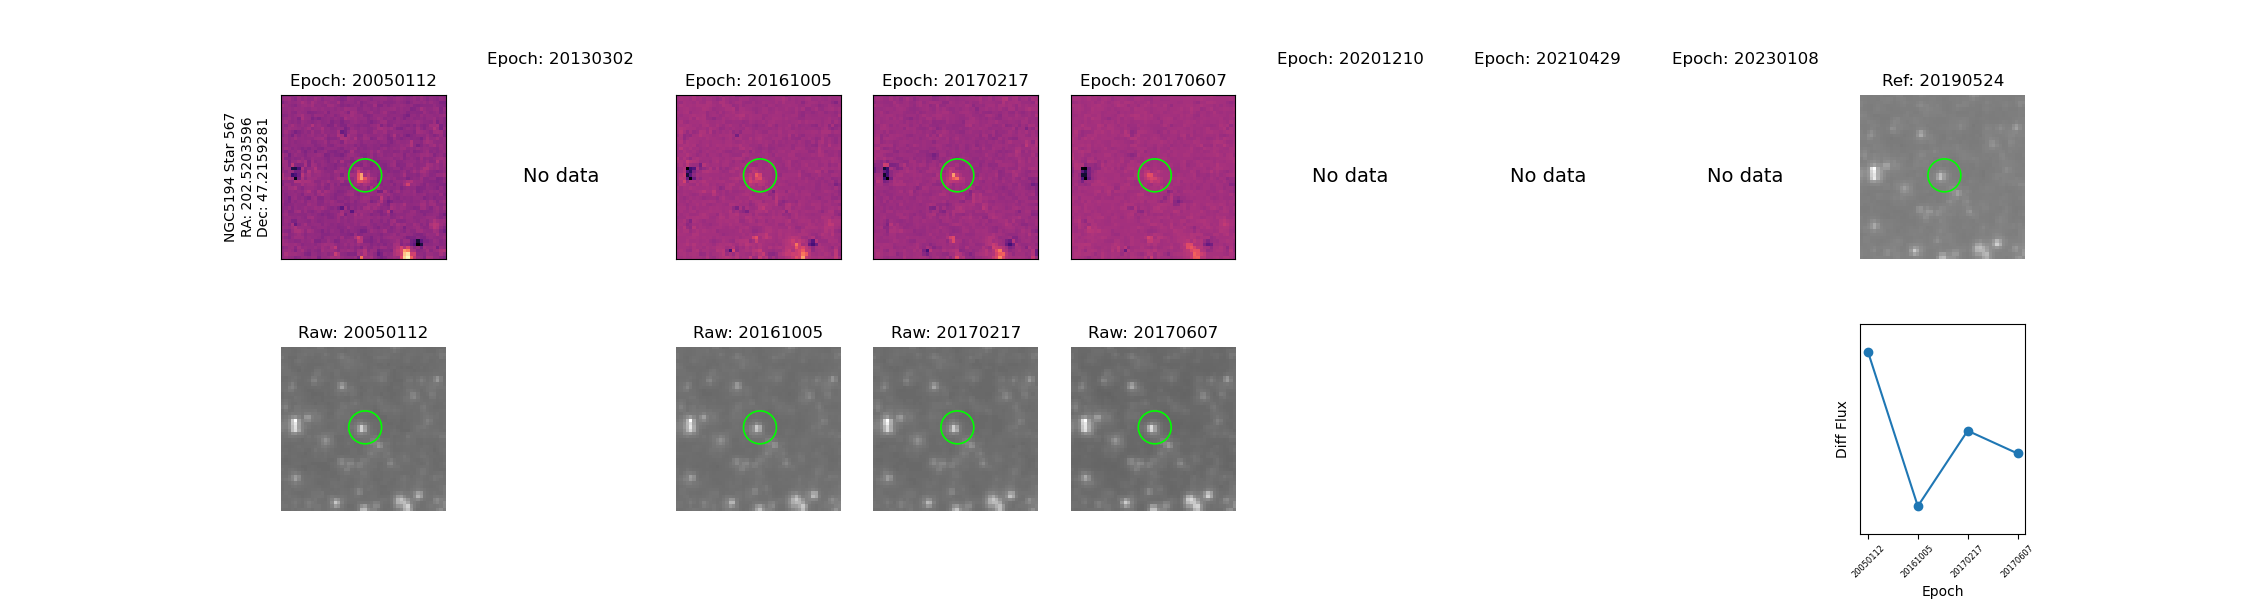 NGC5194 Star 567
RA: 202.5203596
Dec: 47.2159281
Epoch: 20050112
Epoch: 20130302
No data
Epoch: 20161005
Epoch: 20170217
Epoch: 20170607
Epoch: 20201210
No data
Epoch: 20210429
No data
Epoch: 20230108
No data
Ref: 20190524
Raw: 20050112
Raw: 20161005
Raw: 20170217
Raw: 20170607
Diff Flux
20050112
20161005
20170217
20170607
Epoch